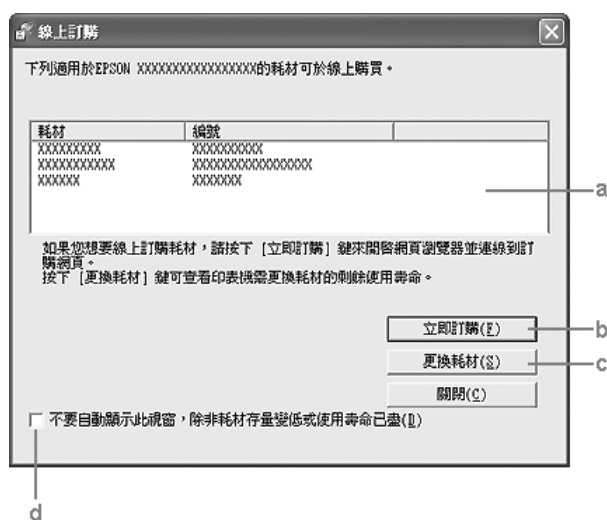 線上訂購
下列適用於EPSON XXXXXXXXXXXXXXXXX的耗材可於線上購買。
耗材 編號
XXXXXXXXX XXXXXXXXXX
XXXXXXXXXXX XXXXXXXXXXXXXXXXX
XXXXXX XXXXXXX
a
如果您想要線上訂購耗材，請按下 [立即訂購] 鍵來開啓網頁瀏覽器並連線到訂
購網頁。
按下 [更換耗材] 鍵可查看印表機需更換耗材的剩餘使用壽命。
立即訂購(F)
b
更換耗材(S)
c
關閉(C)
不要自動顯示此視窗，除非耗材存量變低或使用壽命已盡(D)
d